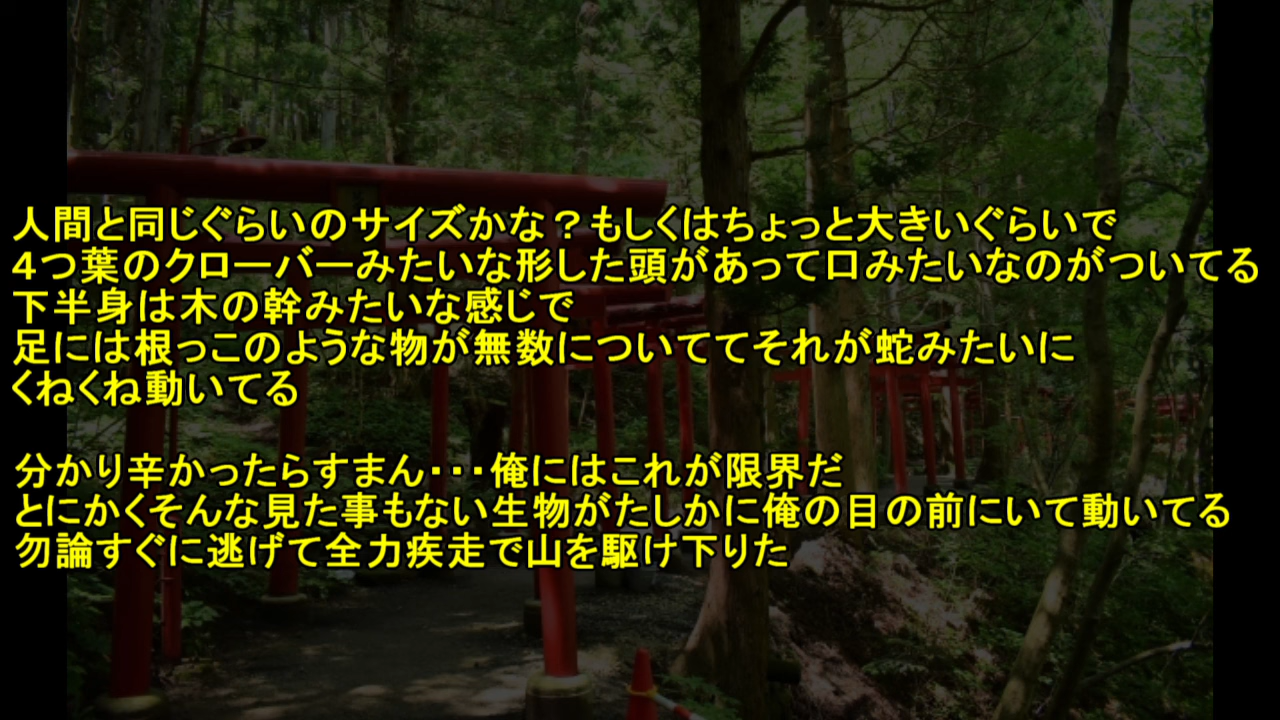 人間と同じぐらいのサイズかな？もしくはちょっと大きいぐらいで
４つ葉のクローバーみたいな形した頭があって口みたいなのがついてる
下半身は木の幹みたいな感じで
足には根っこのような物が無数についててそれが蛇みたいに
くねくね動いてる
分かり辛かったらすまん・・・俺にはこれが限界だ
とにかくそんな見た事もない生物がたしかに俺の目の前にいて動いてる
勿論すぐに逃げて全力疾走で山を駆け下りた